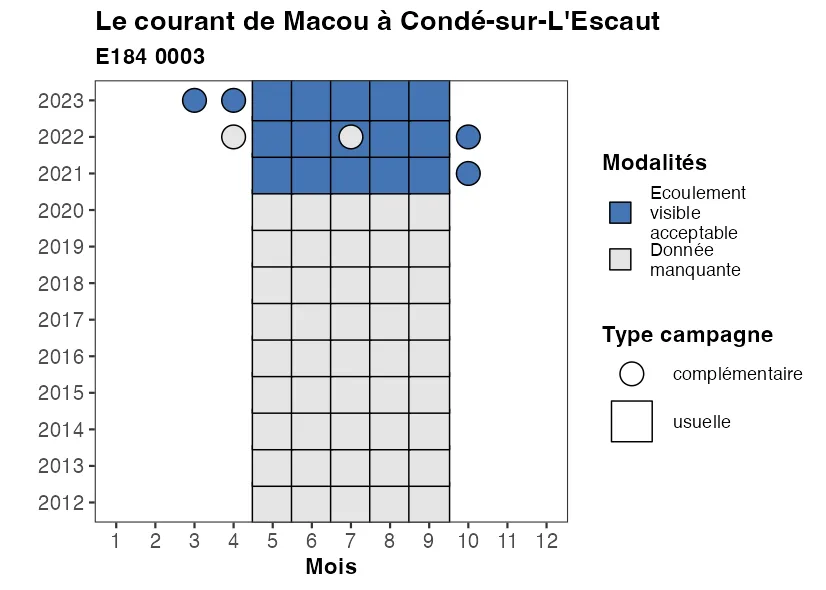 Le courant de Macou à Condé-sur-L'Escaut
E184 0003
2023
2022
2021
2020
2019
2018
2017
2016
2015
2014
2013
2012
1 2 3 4 5 6 7 8 9 10 11 12
Mois
Modalités
Ecoulement
visible
acceptable
Donnée
manquante
Type campagne
complémentaire
usuelle